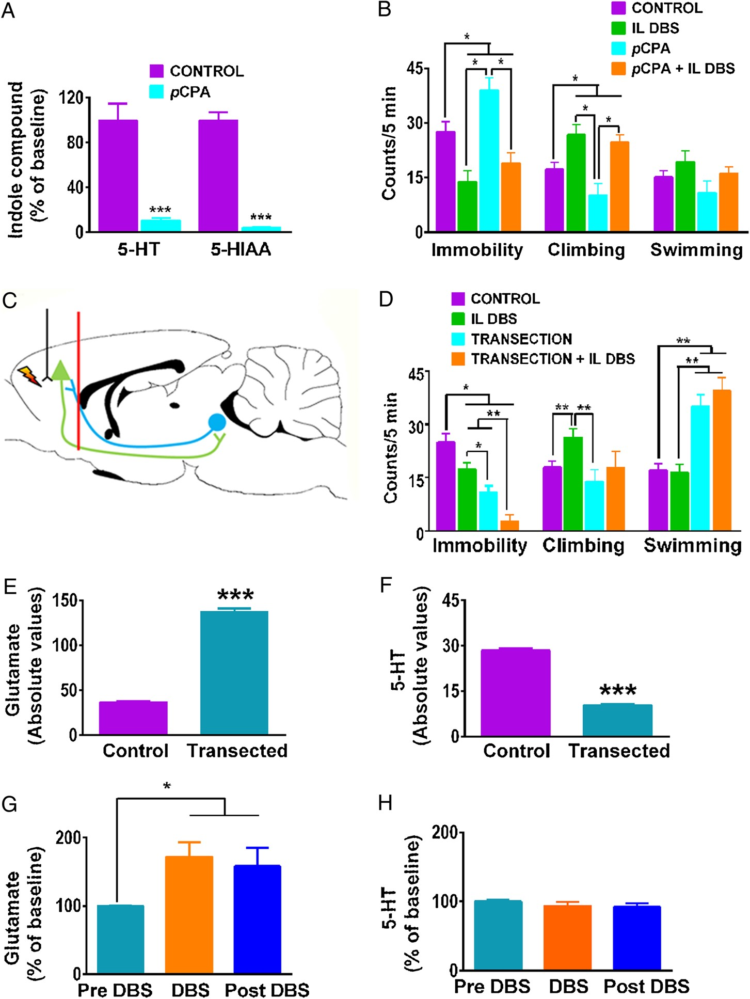 A
CONTROL
pCPA
Indole compound
(% of baseline)
120
80
40
0
***
***
5-HT
5-HIAA
B
CONTROL
IL DBS
pCPA
pCPA + IL DBS
Counts/5 min
45
30
15
0
*
*
*
*
*
*
Immobility
Climbing
Swimming
C
D
CONTROL
IL DBS
TRANSECTION
TRANSECTION + IL DBS
Counts/5 min
45
30
15
0
*
**
*
**
**
**
**
Immobility
Climbing
Swimming
E
Glutamate
(Absolute values)
150
100
50
0
***
Control
Transected
F
5-HT
(Absolute values)
45
30
15
0
***
Control
Transected
G
Glutamate
(% of baseline)
200
100
0
*
Pre DBS
DBS
Post DBS
H
5-HT
(% of baseline)
200
100
0
Pre DBS
DBS
Post DBS